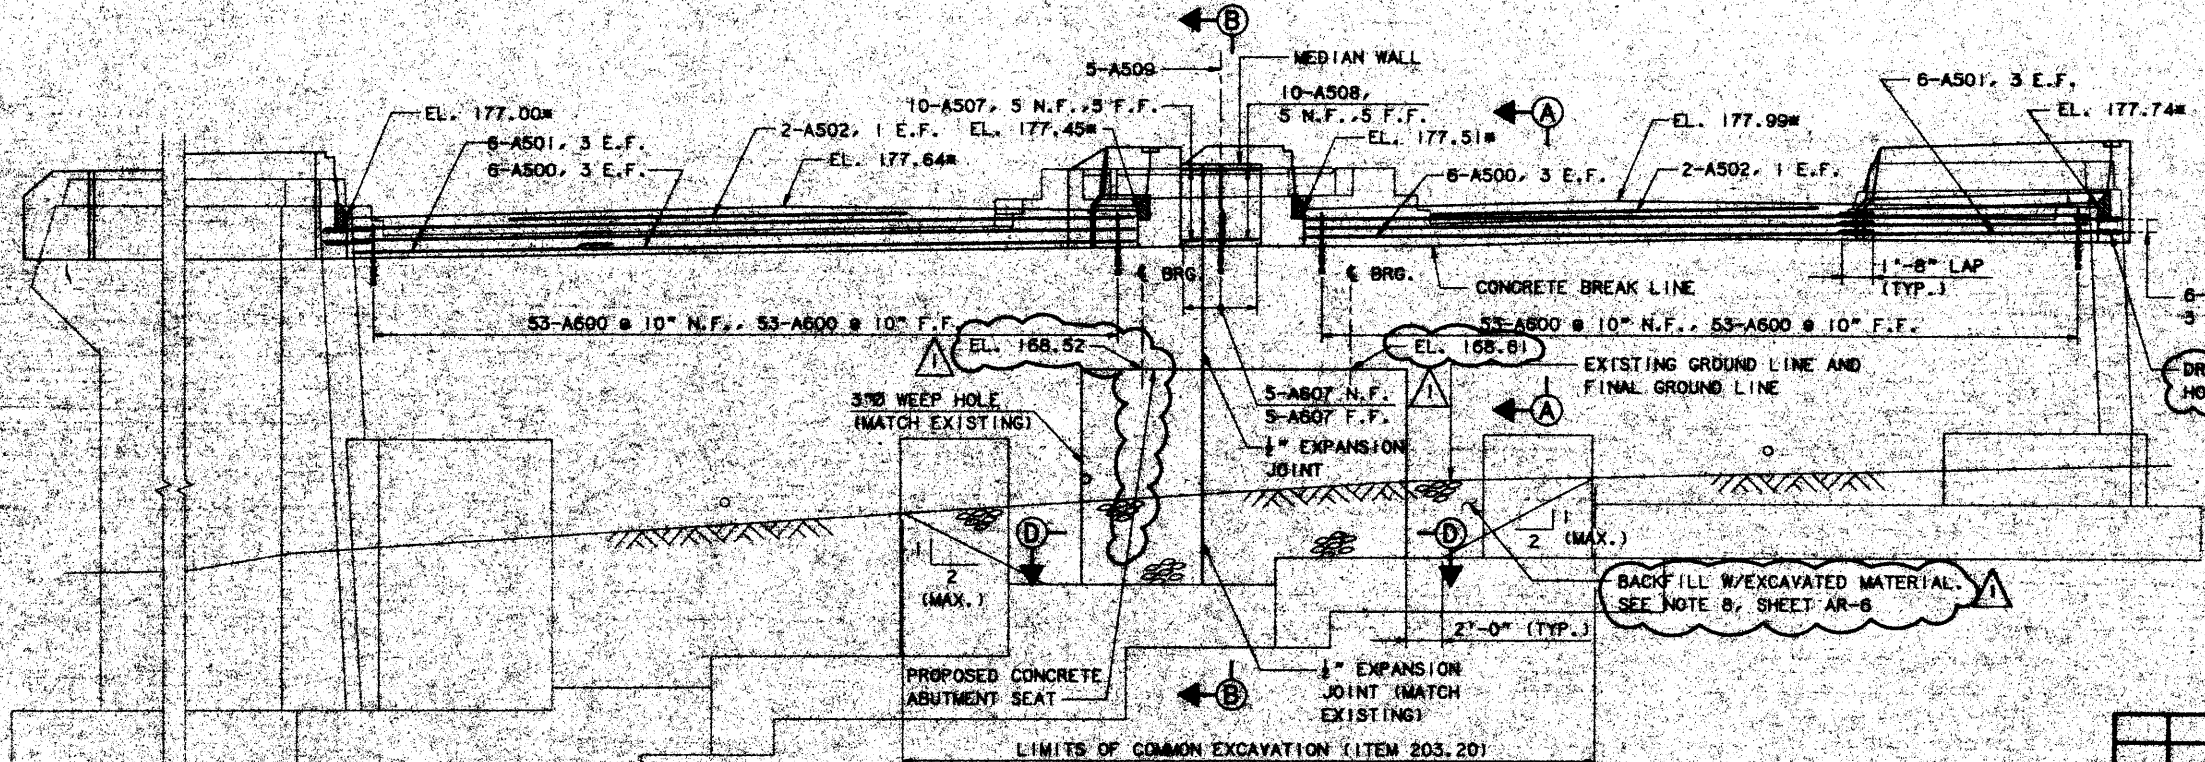 B
5-A509
MEDIAN WALL
6-A501, 3 E.F.
EL. 177.00*
10-A507, 5 N.F., 5 F.F.
10-A508,
5 N.F., 5 F.F.
A
EL. 177.74*
6-A501, 3 E.F.
6-A500, 3 E.F.
2-A502, 1 E.F.
EL. 177.45*
EL. 177.64*
EL. 177.51*
EL. 177.99*
6-A500, 3 E.F.
2-A502, 1 E.F.
BRG.
BRG.
CONCRETE BREAK LINE
1'-8" LAP
(TYP.)
6-
3
53-A600 @ 10" N.F., 53-A600 @ 10" F.F.
53-A600 @ 10" N.F., 53-A600 @ 10" F.F.
1
EL. 168.52
EL. 168.61
1
EXISTING GROUND LINE AND
FINAL GROUND LINE
DR
HO
3"Ø WEEP HOLE
(MATCH EXISTING)
5-A607 N.F.
5-A607 F.F.
A
EXPANSION
JOINT
D
D
1
2
(MAX.)
1
2
(MAX.)
BACKFILL W/EXCAVATED MATERIAL.
SEE NOTE 8, SHEET AR-6
1
2'-0" (TYP.)
PROPOSED CONCRETE
ABUTMENT SEAT
B
EXPANSION
JOINT (MATCH
EXISTING)
LIMITS OF COMMON EXCAVATION (ITEM 203.20)